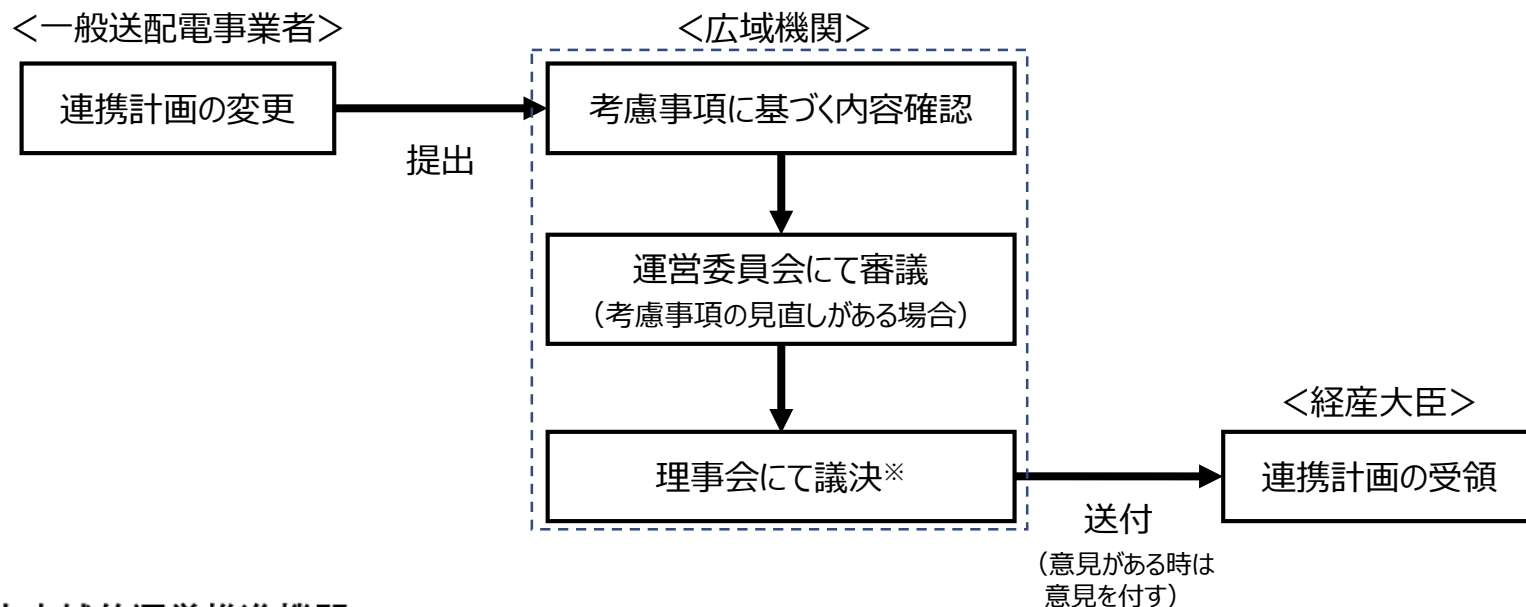 ＜一般送配電事業者＞
＜広域機関＞
連携計画の変更
提出
考慮事項に基づく内容確認
運営委員会にて審議
（考慮事項の見直しがある場合）
理事会にて議決※
送付
（意見がある時は
意見を付す）
＜経産大臣＞
連携計画の受領